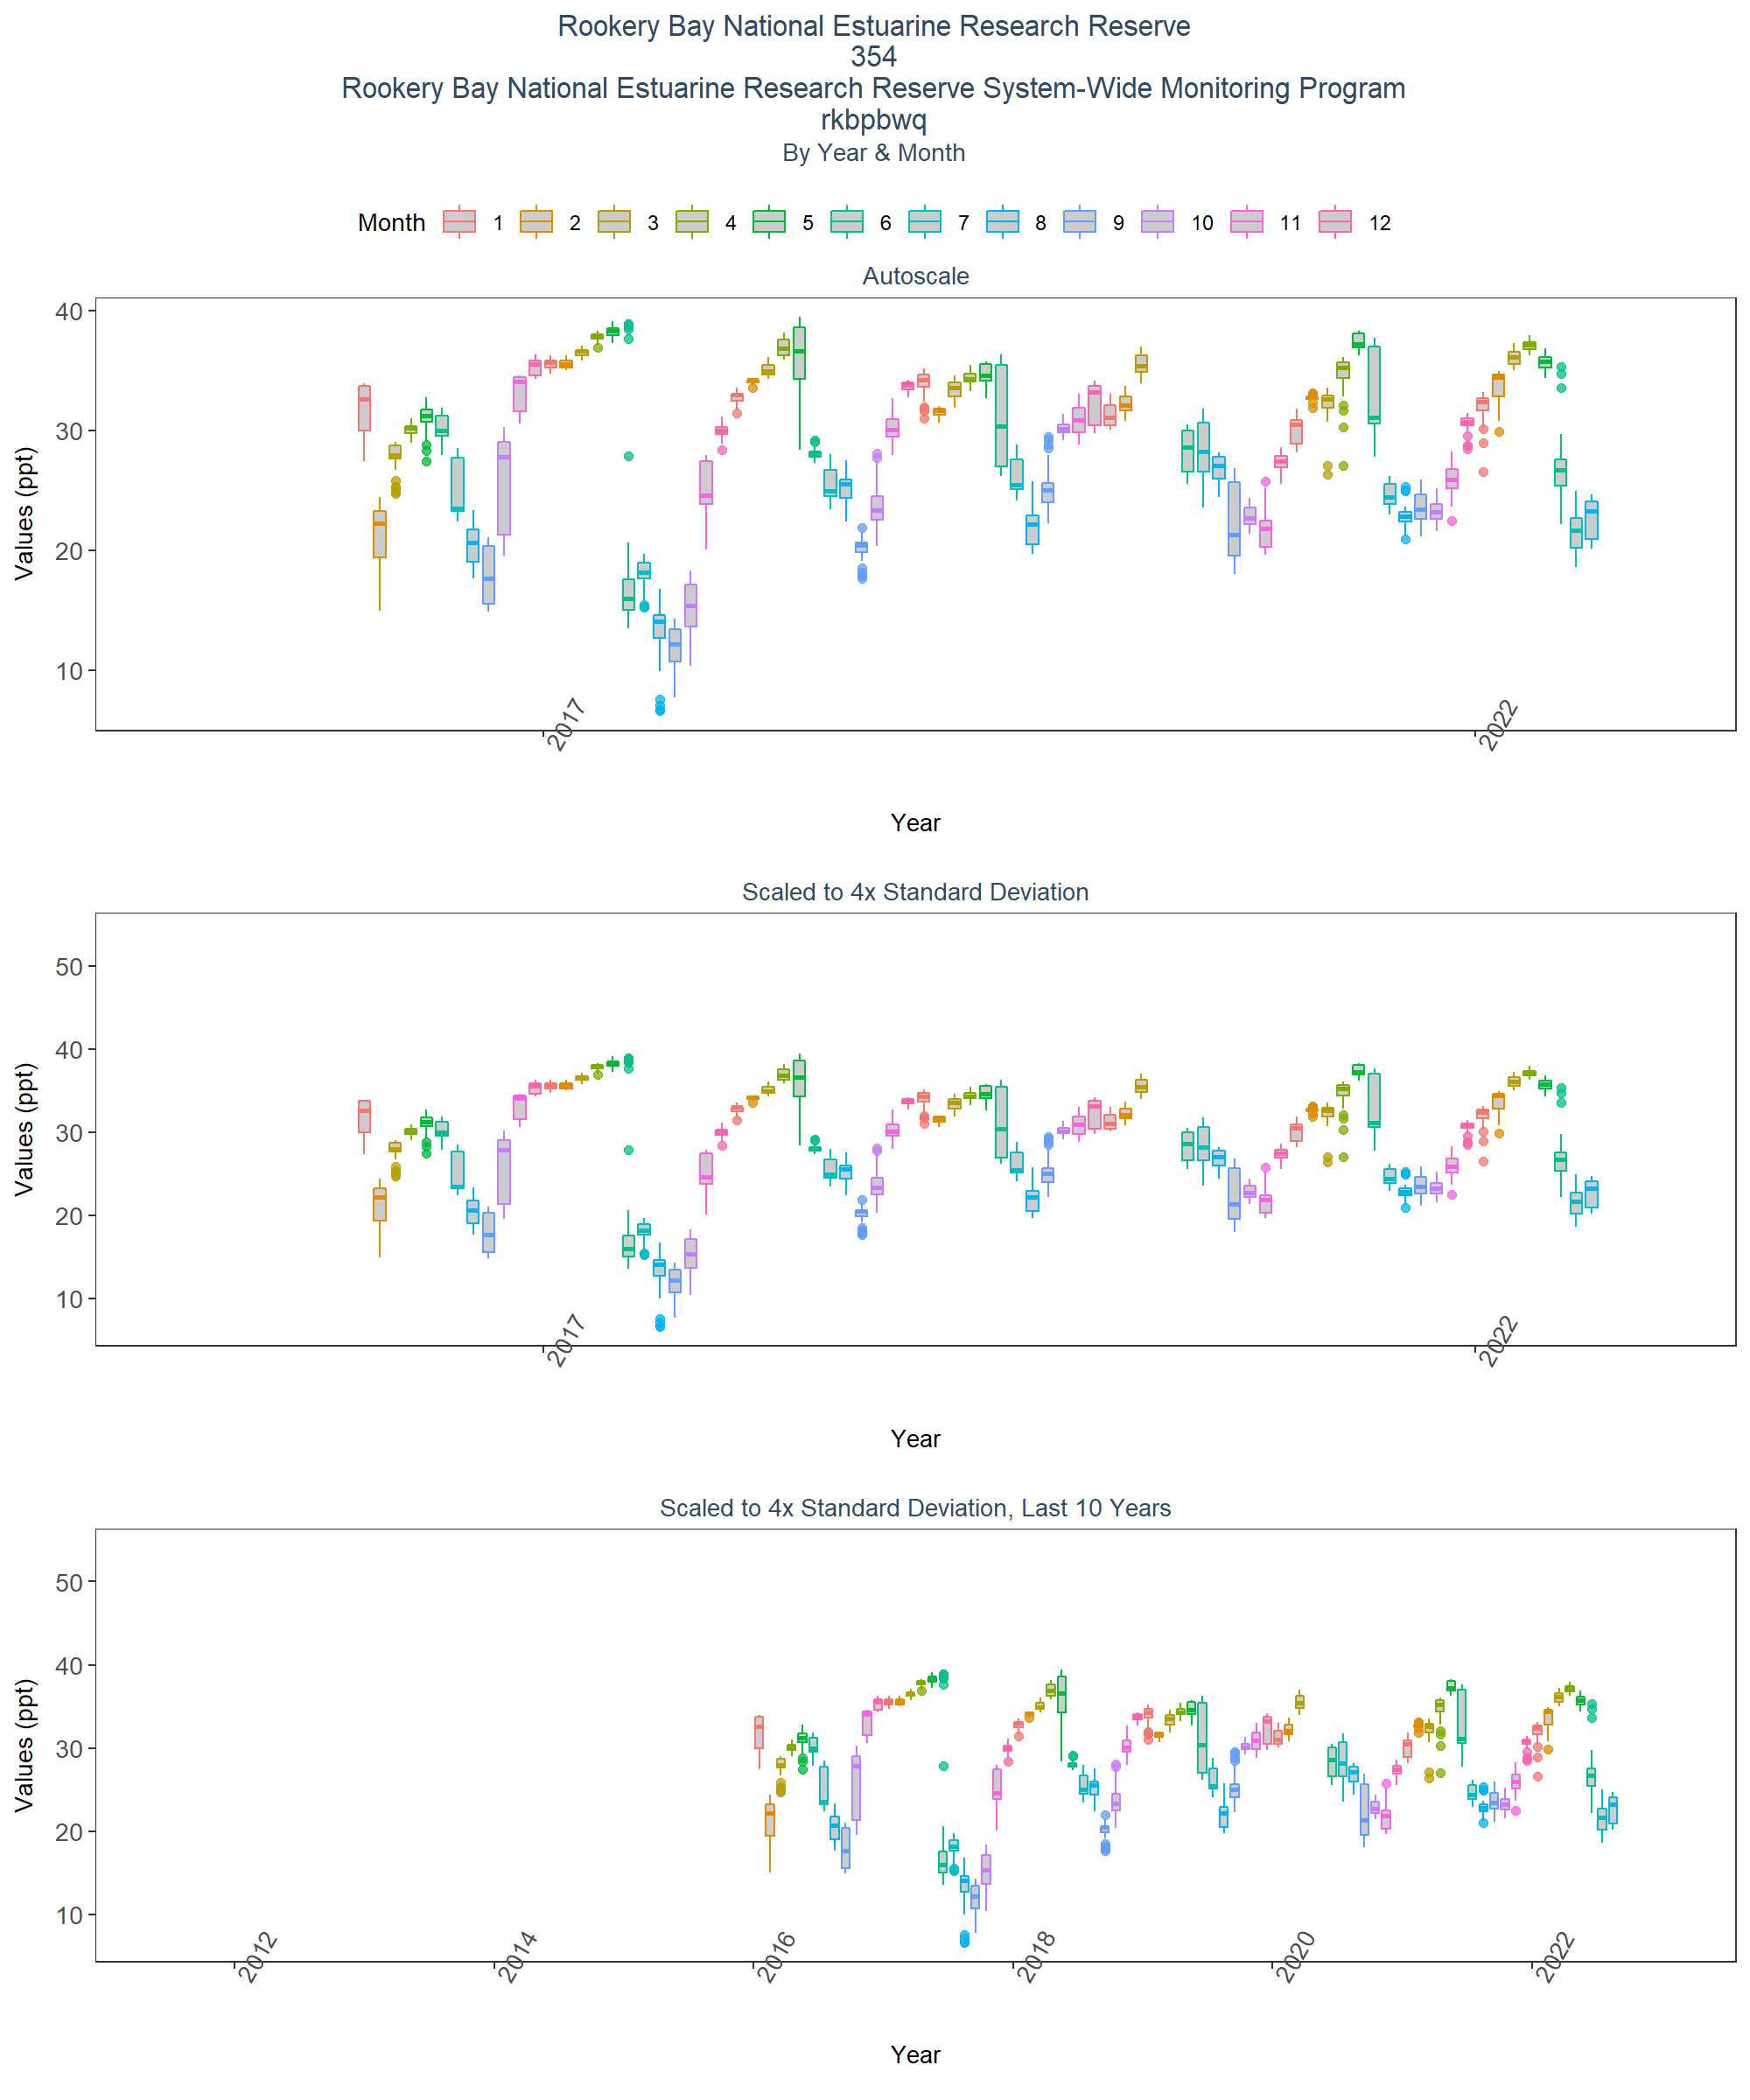 Rookery Bay National Estuarine Research Reserve
354
Rookery Bay National Estuarine Research Reserve System-Wide Monitoring Program
rkbpbwq
By Year & Month
Month 1 2 3 4 5 6 7 8 9 10 11 12
Autoscale
Values (ppt)
40
30
20
10
2017 2022
Year
Scaled to 4x Standard Deviation
Values (ppt)
50
40
30
20
10
2017 2022
Year
Scaled to 4x Standard Deviation, Last 10 Years
Values (ppt)
50
40
30
20
10
2012 2014 2016 2018 2020 2022
Year